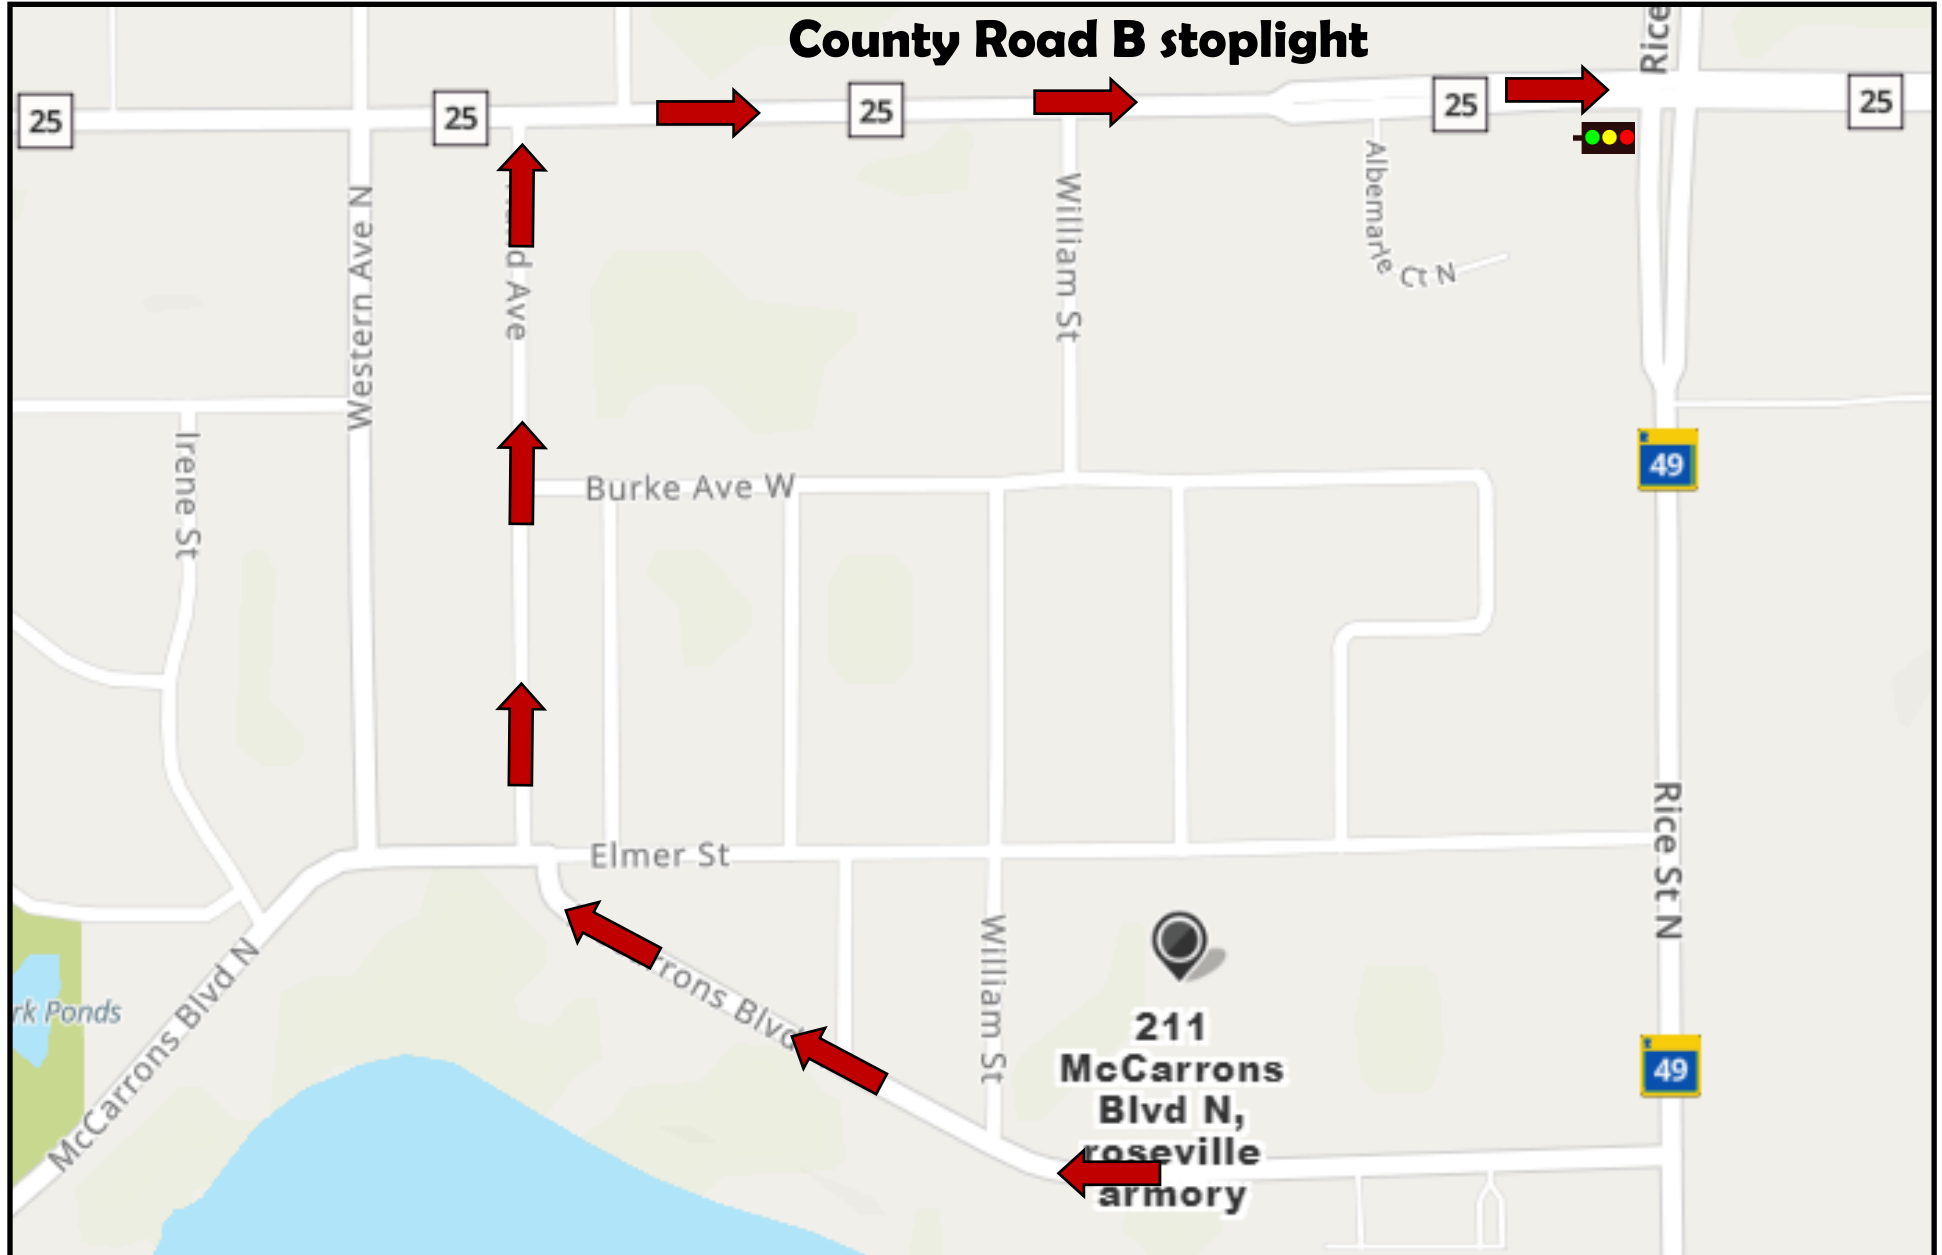 County Road B stoplight
Rice
25
25
25
25
25
Albemarle
Ct N
Western Ave N
Ave
William St
Irene St
Burke Ave W
49
Rice St N
Elmer St
rk Ponds
McCarrons Blvd N
rrons Blvd
William St
211
McCarrons
Blvd N,
roseville
armory
49